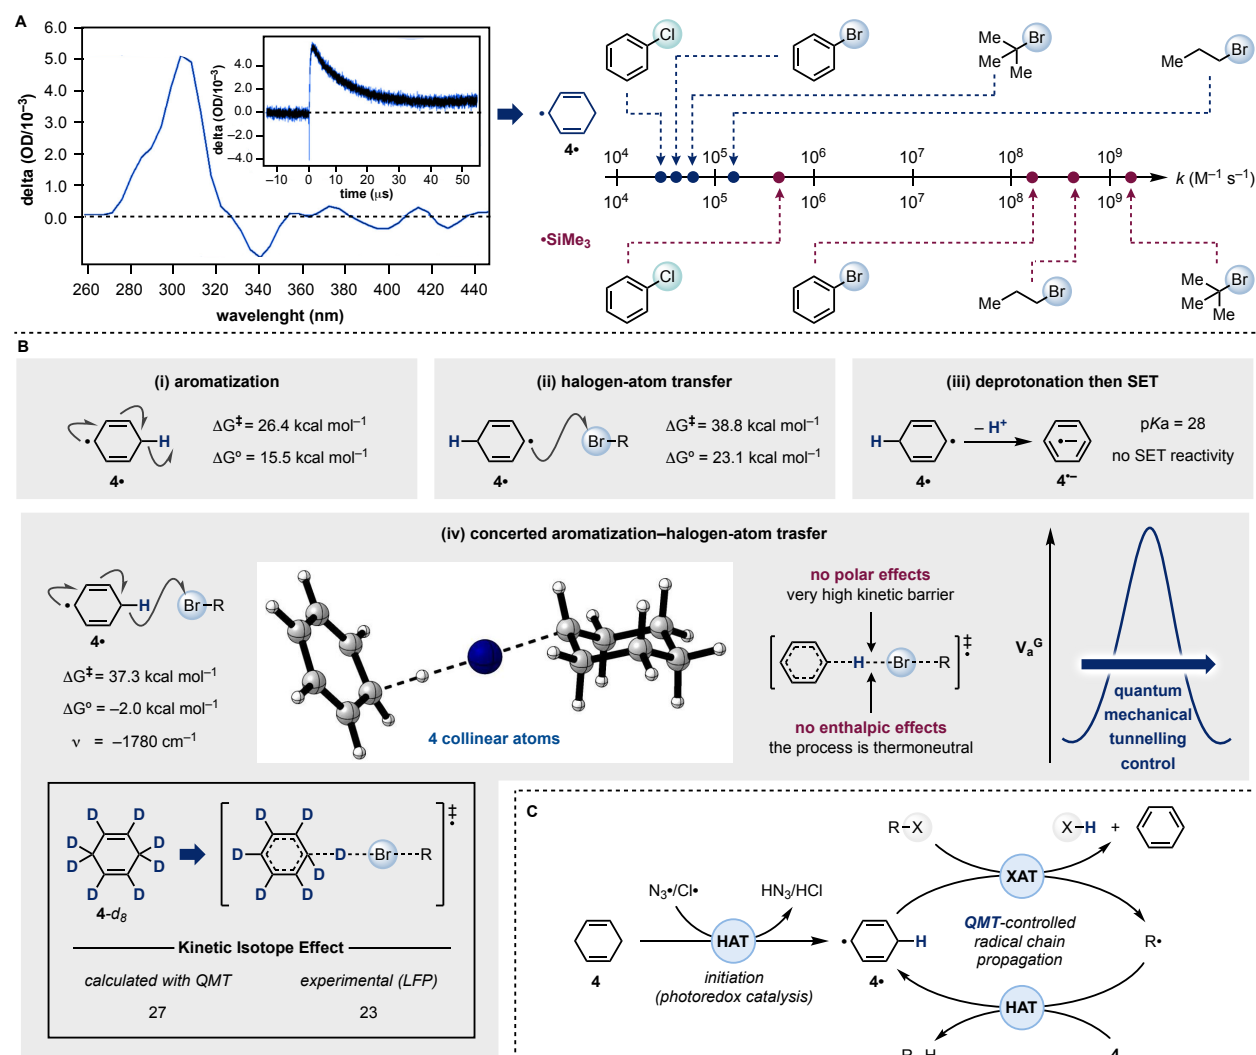 A
6.0
5.0
4.0
3.0
2.0
1.0
0.0
delta (OD/10⁻³)
260 280 300 320 340 360 380 400 420 440
wavelenght (nm)
4.0
2.0
0.0
−2.0
−4.0
delta (OD/10⁻³)
−10 0 10 20 30 40 50
time (μs)
4•
Cl
Br
Me Br
Me
Me
Me Br
10⁴ 10⁵ 10⁶ 10⁷ 10⁸ 10⁹
k (M⁻¹ s⁻¹)
10⁴ 10⁵ 10⁶ 10⁷ 10⁸ 10⁹
•SiMe₃
Cl
Br
Me Br
Me Br
Me
Me
B
(i) aromatization
H
4•
ΔG‡ = 26.4 kcal mol⁻¹
ΔGº = 15.5 kcal mol⁻¹
(ii) halogen-atom transfer
H
Br–R
4•
ΔG‡ = 38.8 kcal mol⁻¹
ΔGº = 23.1 kcal mol⁻¹
(iii) deprotonation then SET
H
– H⁺
4•
4•–
pKa = 28
no SET reactivity
(iv) concerted aromatization–halogen-atom trasfer
H Br–R
4•
ΔG‡ = 37.3 kcal mol⁻¹
ΔGº = –2.0 kcal mol⁻¹
ν = –1780 cm⁻¹
4 collinear atoms
no polar effects
very high kinetic barrier
H Br R ‡•
no enthalpic effects
the process is thermoneutral
VₐG
quantum
mechanical
tunnelling
control
D D
D D
D D
D D
4-d₈
D D
D D Br R ‡•
D
D D
Kinetic Isotope Effect
calculated with QMT experimental (LFP)
27 23
C
R–X X–H +
XAT
N₃•/Cl• HN₃/HCl
HAT
4
initiation
(photoredox catalysis)
H
4•
QMT-controlled
radical chain
propagation
R•
HAT